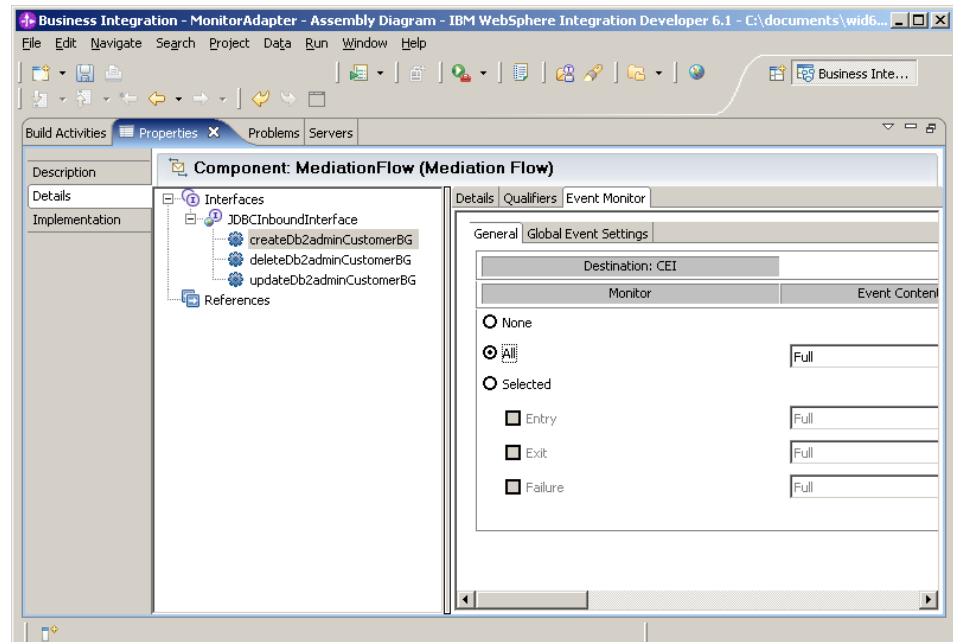 Business Integration - MonitorAdapter - Assembly Diagram - IBM WebSphere Integration Developer 6.1 - C:\documents\wid6...
File Edit Navigate Search Project Data Run Window Help
Business Inte...
Build Activities Properties Problems Servers
Component: MediationFlow (Mediation Flow)
Description
Details
Implementation
Interfaces
JDBCInboundInterface
createDb2adminCustomerBG
deleteDb2adminCustomerBG
updateDb2adminCustomerBG
References
Details Qualifiers Event Monitor
General Global Event Settings
Destination: CEI
Monitor Event Content
None
All Full
Selected
Entry Full
Exit Full
Failure Full